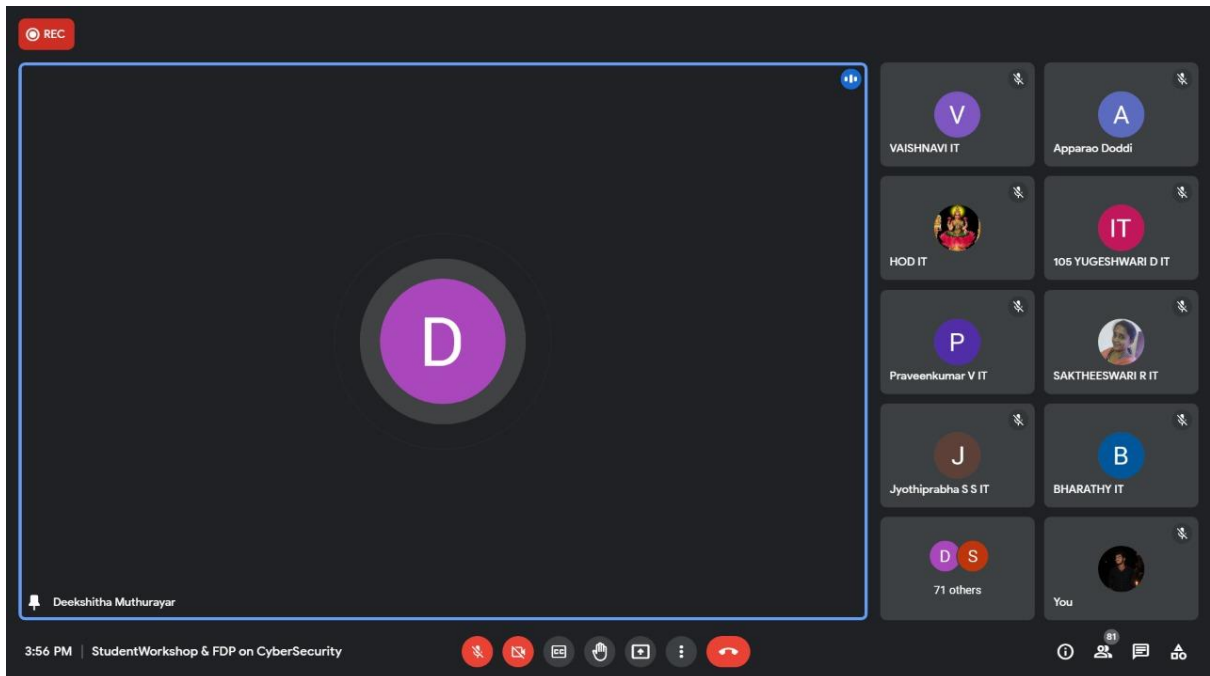 REC
D
Deekshitha Muthurayar
V
VAISHNAVI IT
A
Apparao Doddi
HOD IT
IT
105 YUGESHWARI D IT
P
Praveenkumar V IT
SAKTHEESWARI R IT
J
Jyothiprabha S S IT
B
BHARATHY IT
D S
71 others
You
3:56 PM | StudentWorkshop & FDP on CyberSecurity
CC
81